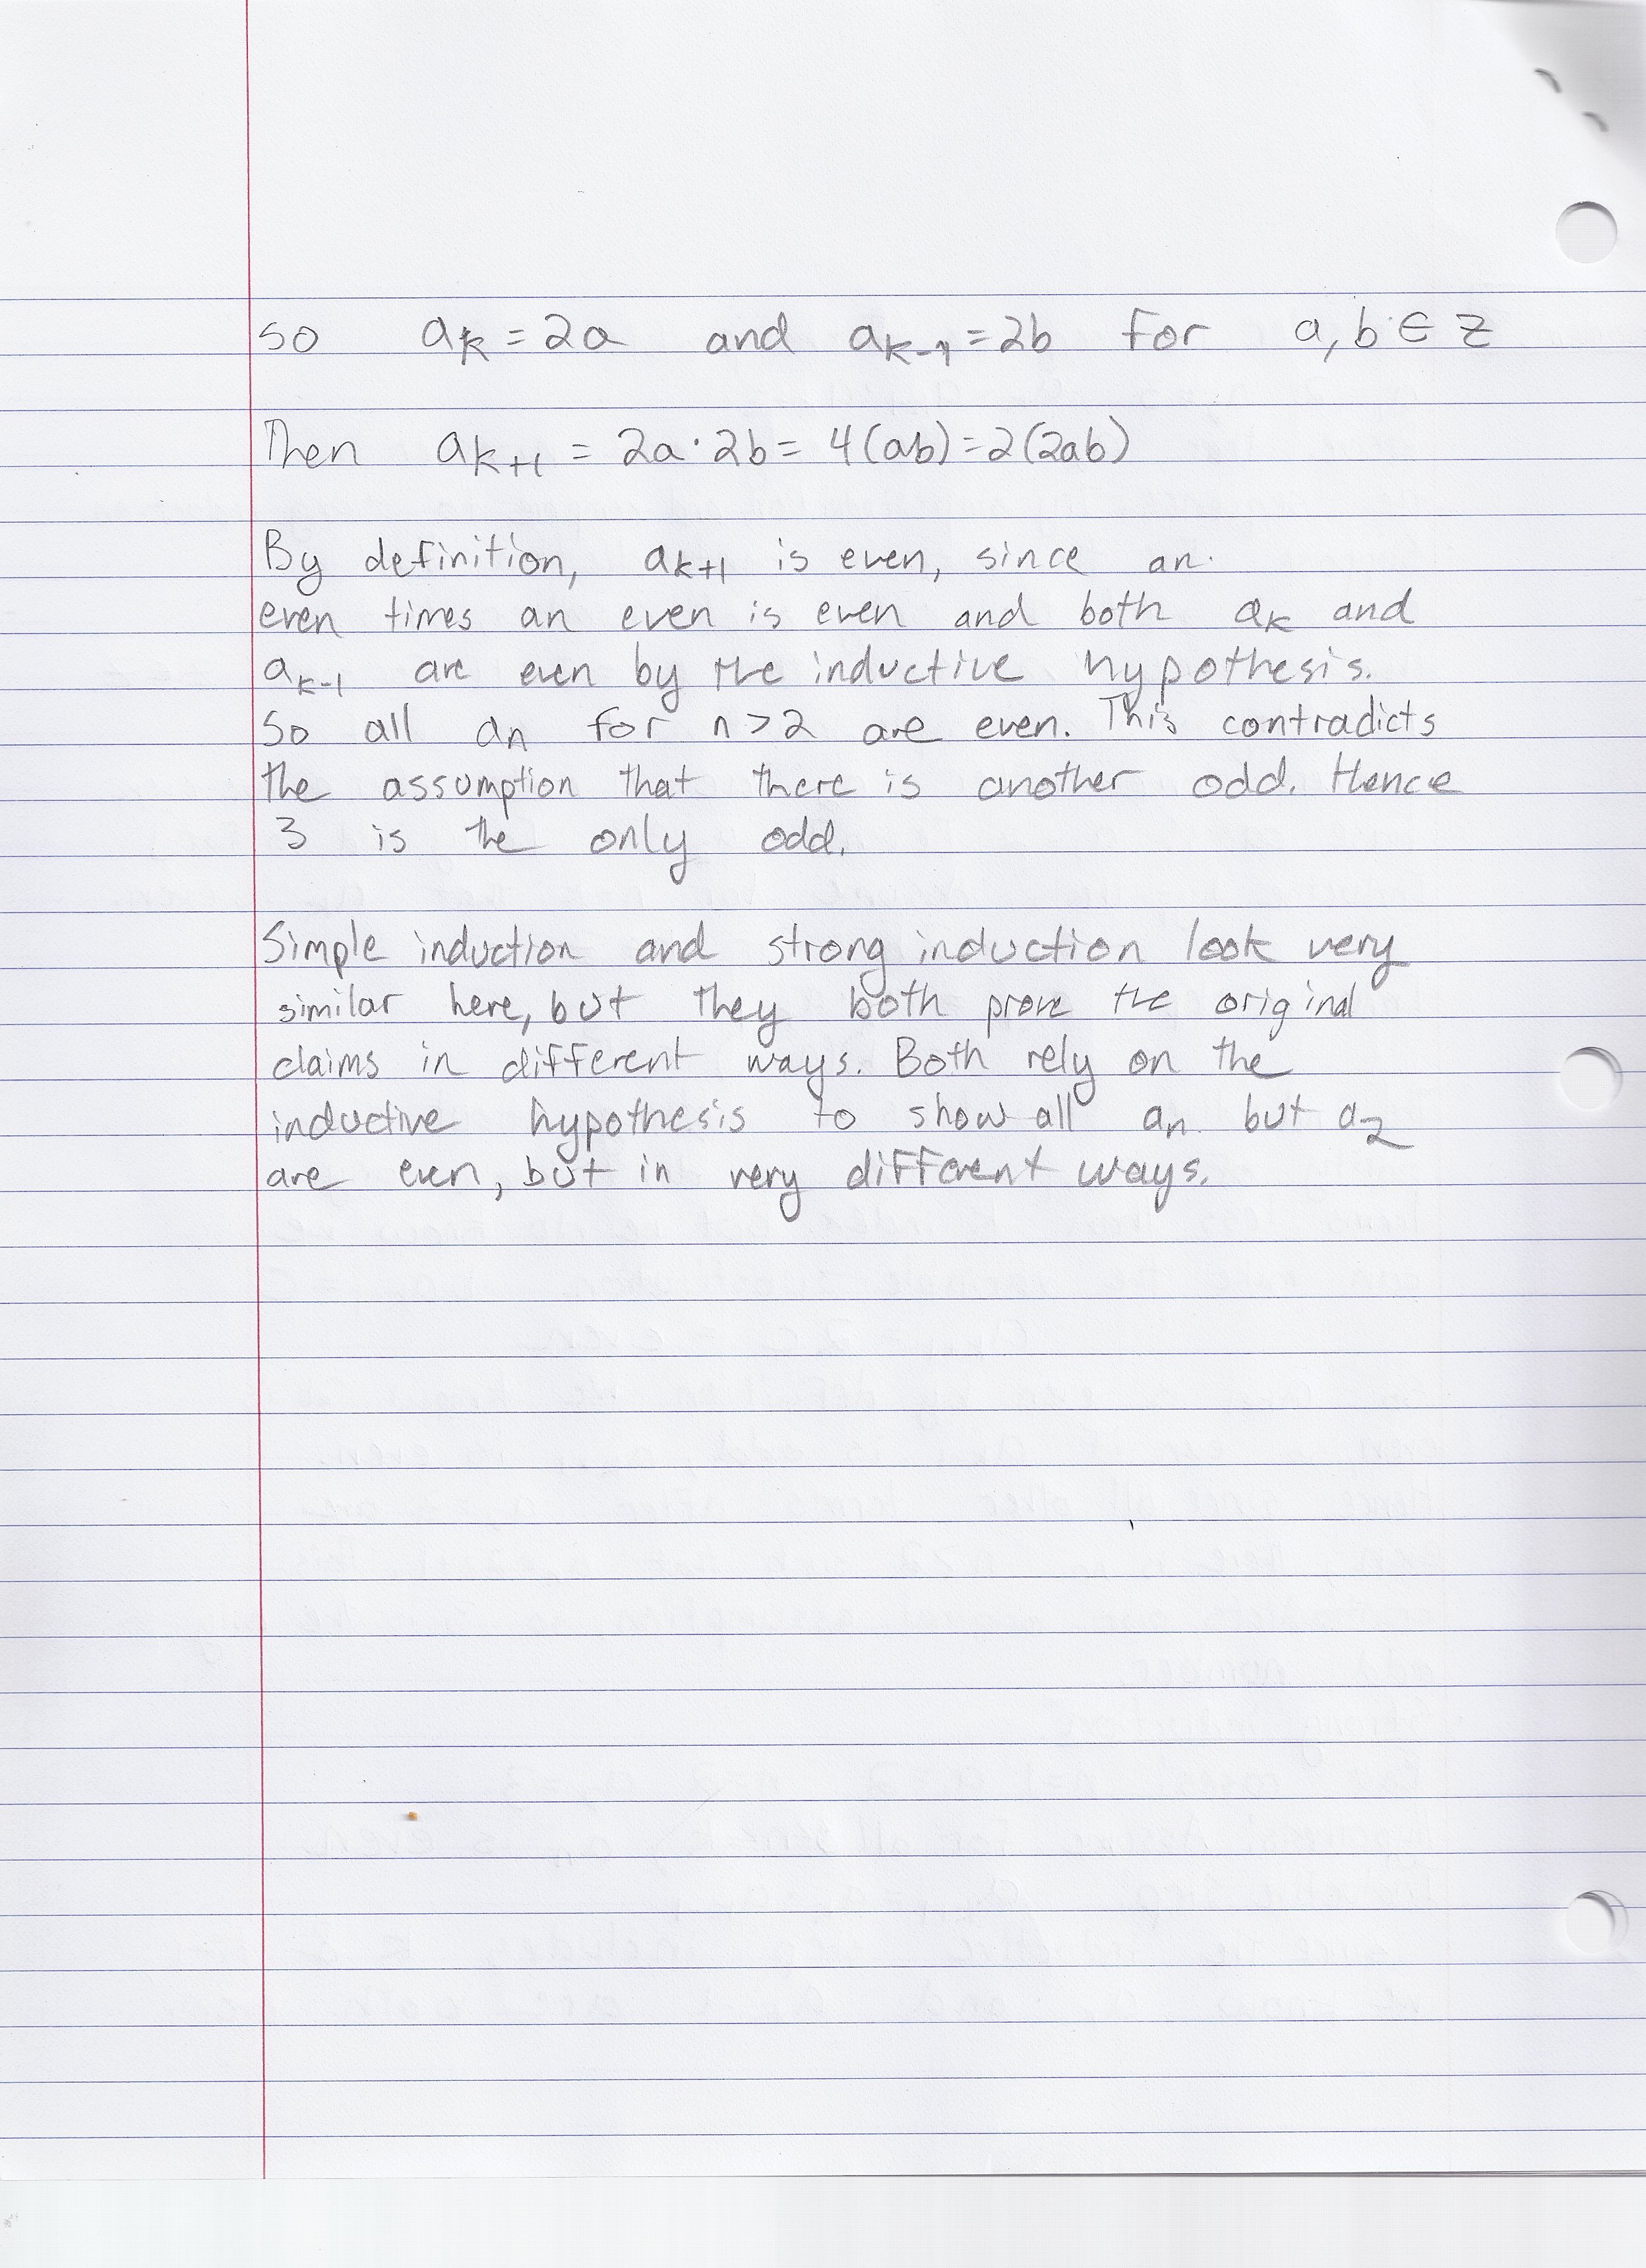 so a_k = 2a and a_{k-1} = 2b for a, b ∈ Z
Then a_{k+1} = 2a · 2b = 4(ab) = 2(2ab)
By definition, a_{k+1} is even, since an
even times an even is even and both a_k and
a_{k-1} are even by the inductive hypothesis.
So all a_n for n > 2 are even. This contradicts
the assumption that there is another odd. Hence
3 is the only odd.
Simple induction and strong induction look very
similar here, but they both prove the original
claims in different ways. Both rely on the
inductive hypothesis to show all a_n but a_2
are even, but in very different ways.